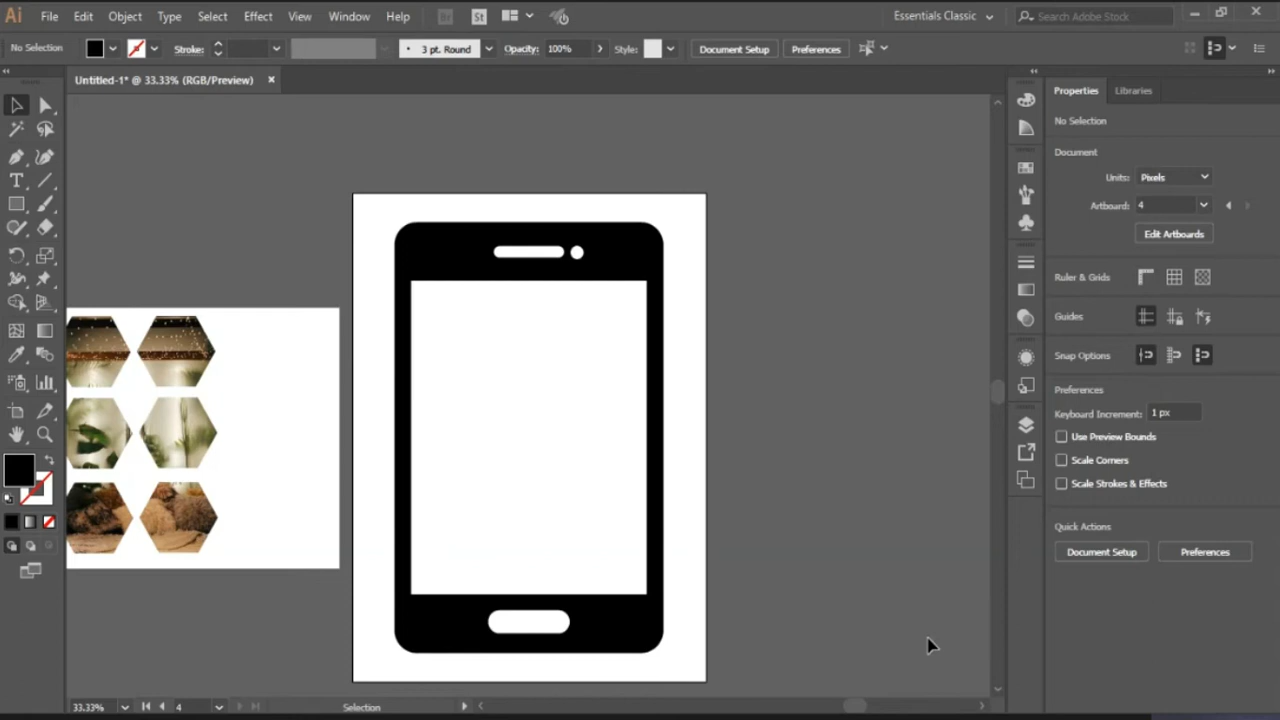 Ai File Edit Object Type Select Effect View Window Help Br St Essentials Classic Search Adobe Stock
No Selection Stroke: 3 pt. Round Opacity: 100% Style: Document Setup Preferences
Untitled-1* @ 33.33% (RGB/Preview)
Properties Libraries
No Selection
Document
Units: Pixels
Artboard: 4
Edit Artboards
Ruler & Grids
Guides
Snap Options
Preferences
Keyboard Increment: 1 px
Use Preview Bounds
Scale Corners
Scale Strokes & Effects
Quick Actions
Document Setup Preferences
33.33% 4 Selection